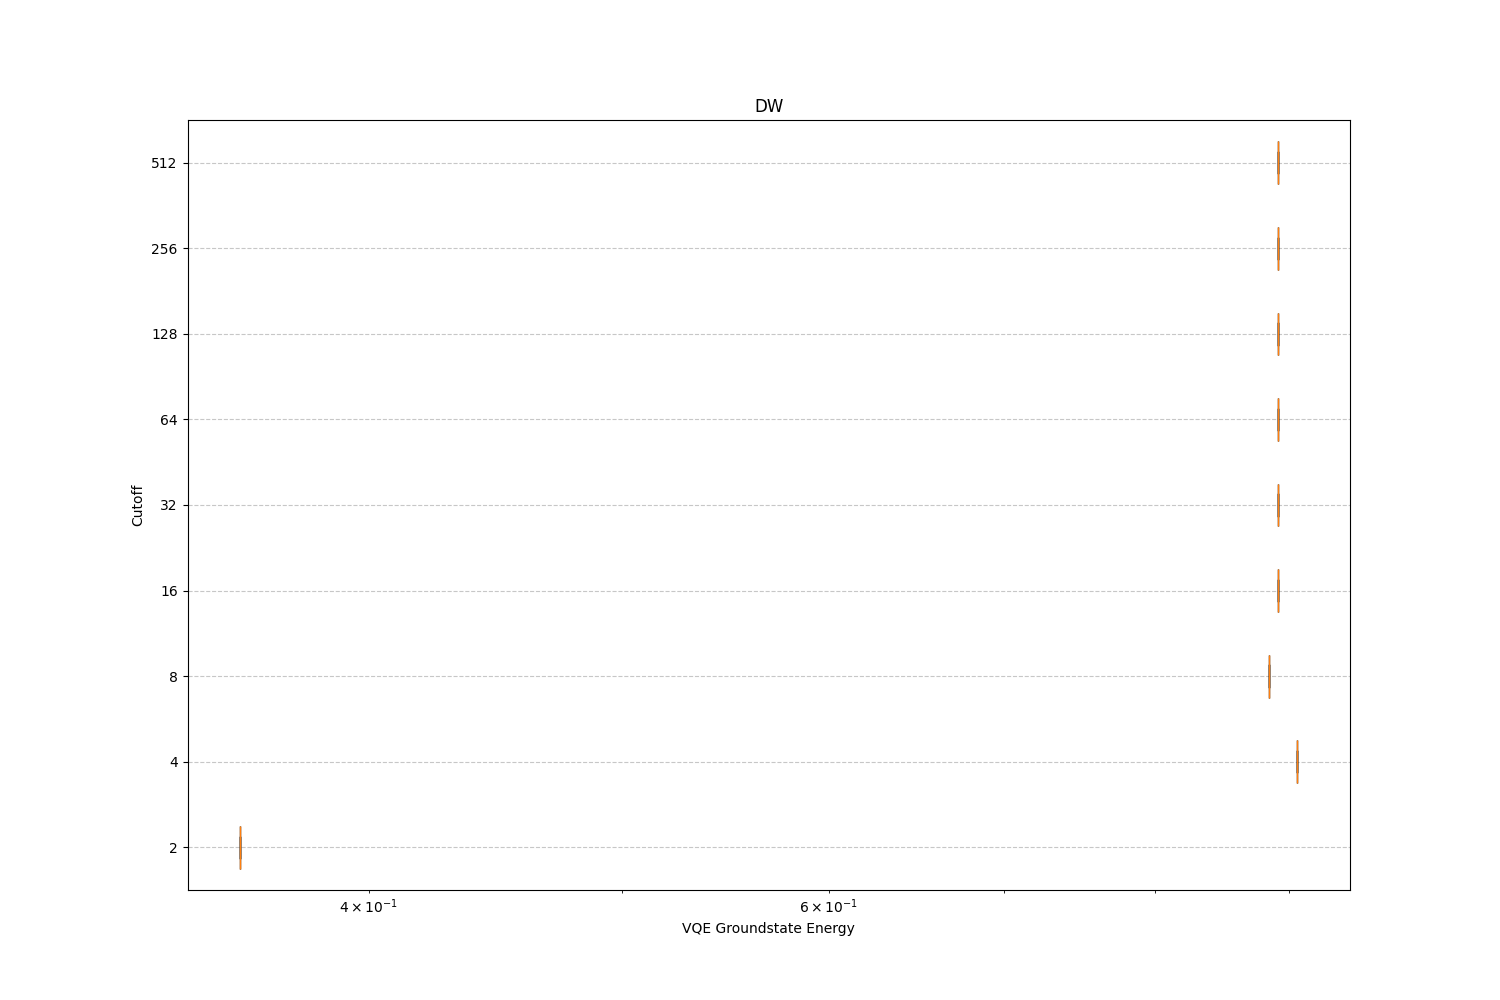 DW
512
256
128
64
32
16
8
4
2
Cutoff
4 × 10⁻¹
6 × 10⁻¹
VQE Groundstate Energy